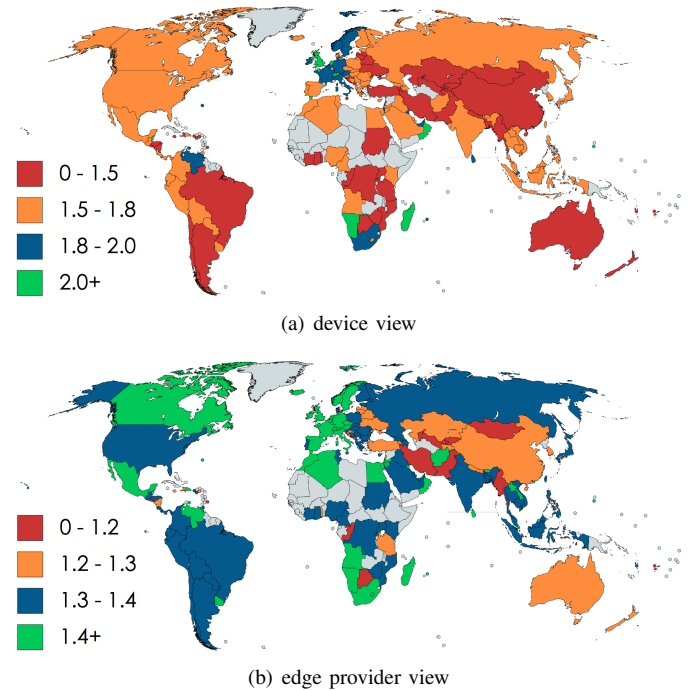 0 - 1.5
1.5 - 1.8
1.8 - 2.0
2.0+
(a) device view
0 - 1.2
1.2 - 1.3
1.3 - 1.4
1.4+
(b) edge provider view